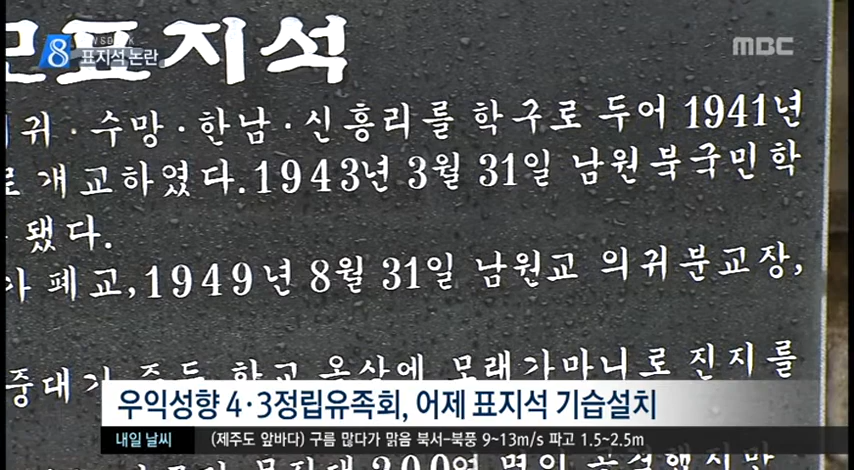 표지석
8 표지석 논란
MBC
귀·수망·한남·신흥리를 학구로 두어 1941년
개교하였다.1943년 3월 31일 남원북국민학
됐다.
폐교,1949년 8월 31일 남원교 의귀분교장,
중대가 학교 옥상에 모래가마니로 진지를
우익성향 4·3정립유족회, 어제 표지석 기습설치
내일 날씨 (제주도 앞바다) 구름 많다가 맑음 북서~북풍 9~13m/s 파고 1.5~2.5m